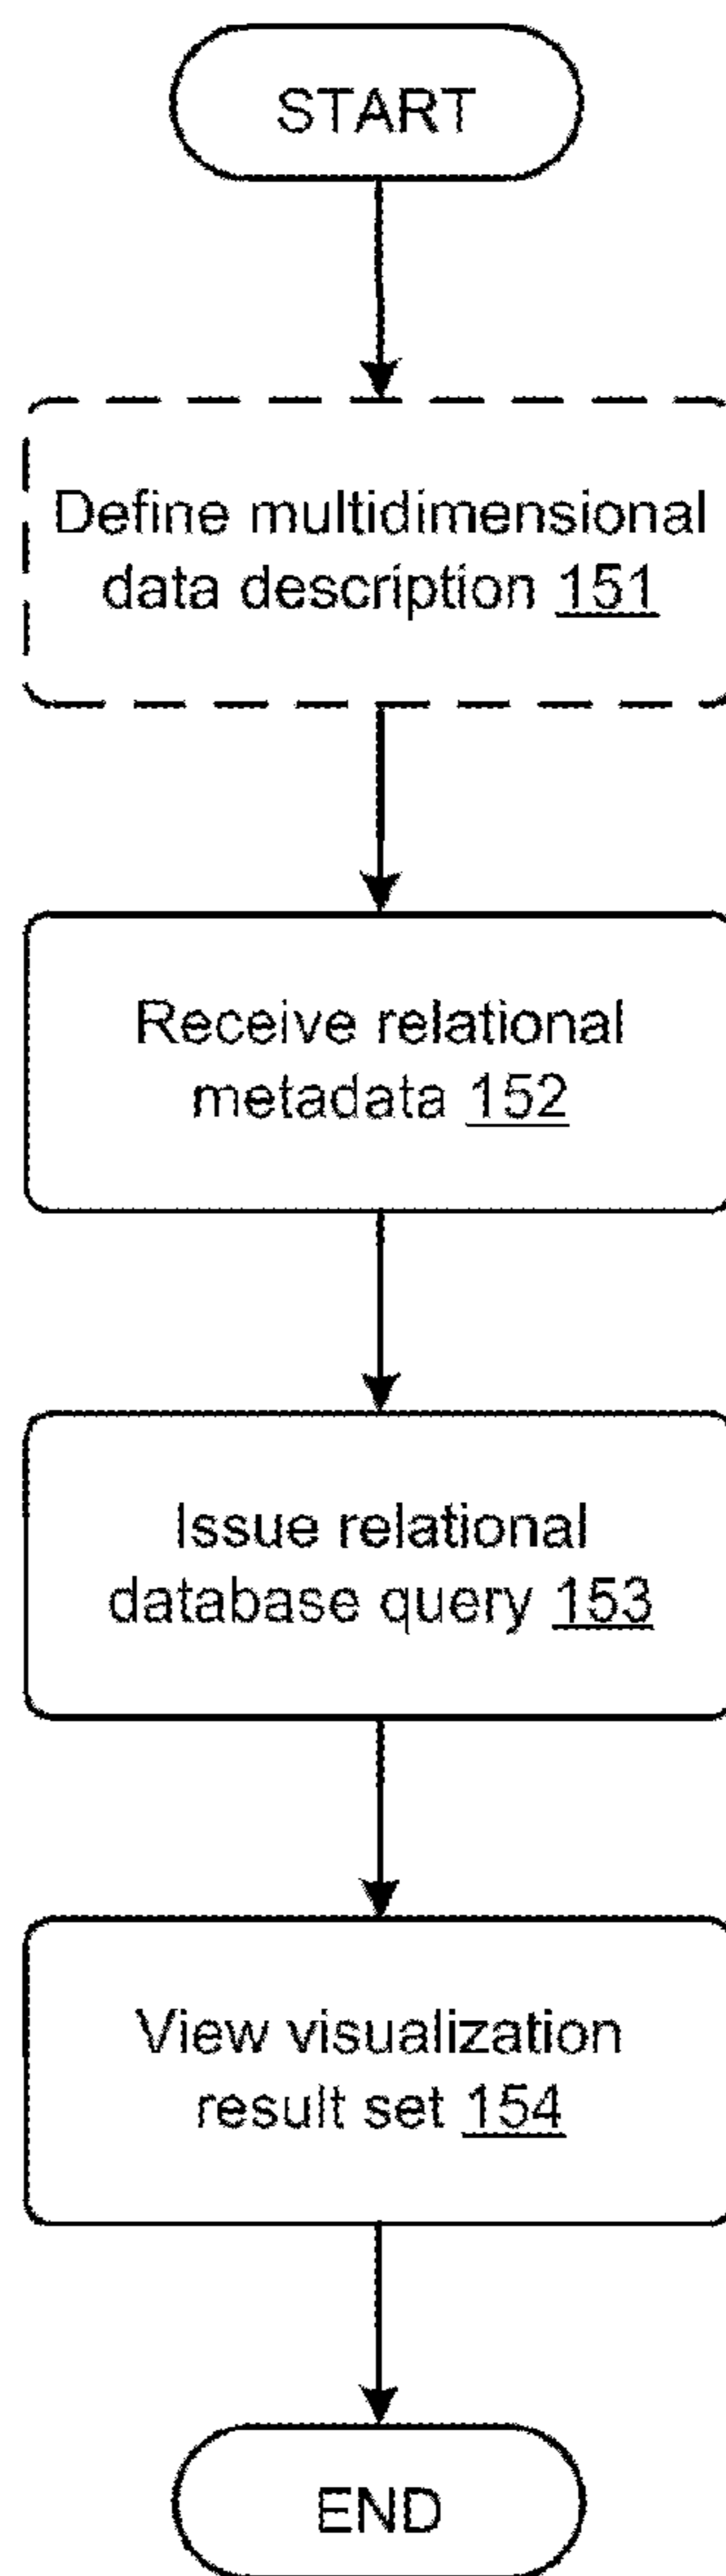 START
Define multidimensional
data description 151
Receive relational
metadata 152
Issue relational
database query 153
View visualization
result set 154
END